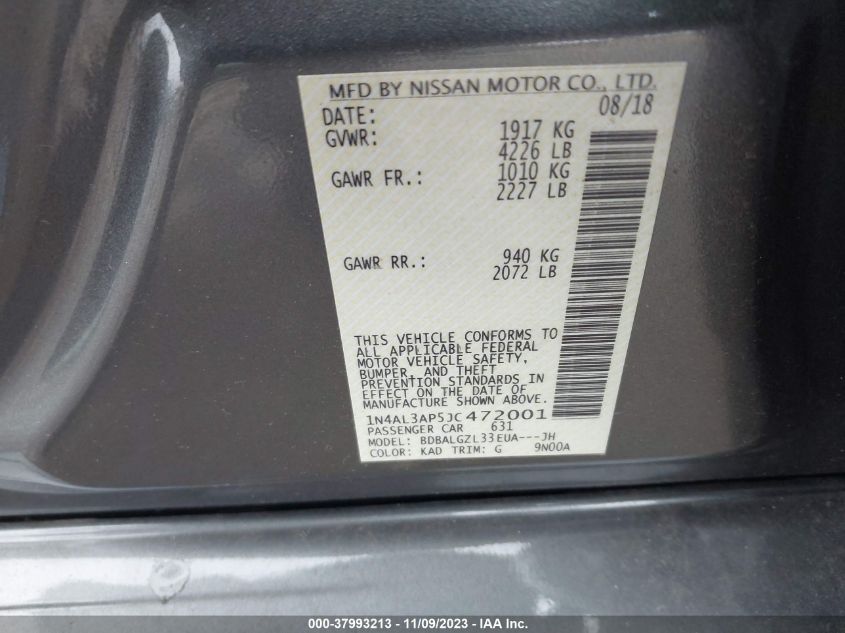 MFD BY NISSAN MOTOR CO., LTD.
DATE: 08/18
GVWR: 1917 KG
4226 LB
GAWR FR.: 1010 KG
2227 LB
GAWR RR.: 940 KG
2072 LB
THIS VEHICLE CONFORMS TO
ALL APPLICABLE FEDERAL
MOTOR VEHICLE SAFETY,
BUMPER, AND THEFT
PREVENTION STANDARDS IN
EFFECT ON THE DATE OF
MANUFACTURE SHOWN ABOVE.
1N4AL3AP5JC472001
PASSENGER CAR 631
MODEL: BDBALGZL33EUA---JH
COLOR: KAD TRIM: G 9N00A
000-37993213 - 11/09/2023 - IAA Inc.